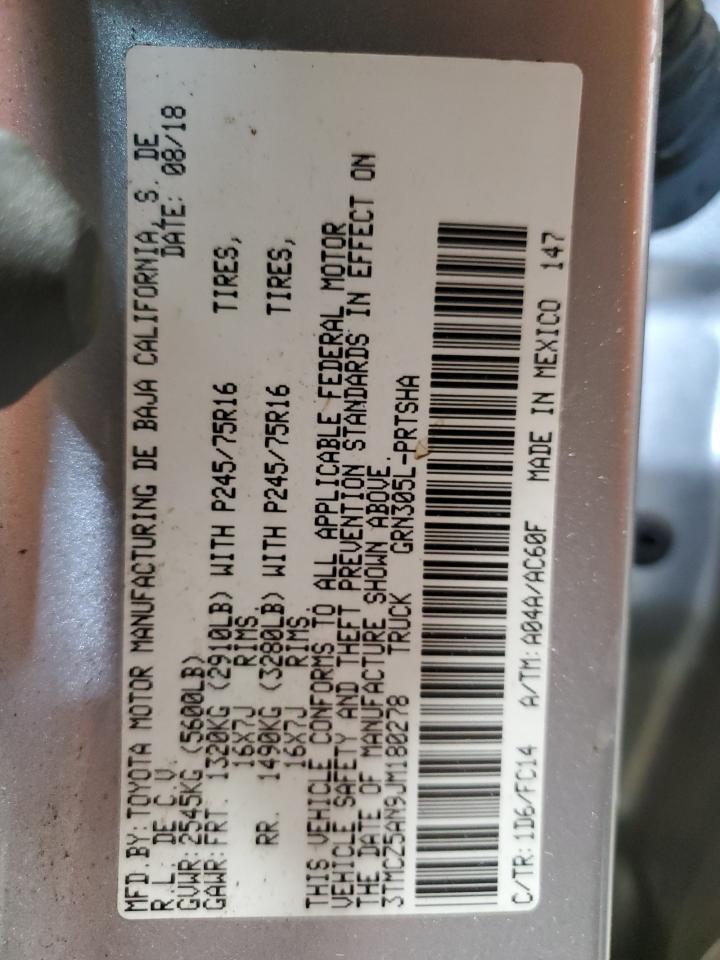 MFD.BY: TOYOTA MOTOR MANUFACTURING DE BAJA CALIFORNIA, S. DE
R.L. DE C.V. DATE: 08/18
GVWR: 2545KG (5600LB)
GAWR: FRT. 1320KG (2910LB) WITH P245/75R16 TIRES,
16X7J RIMS.
RR. 1490KG (3280LB) WITH P245/75R16 TIRES,
16X7J RIMS.
THIS VEHICLE CONFORMS TO ALL APPLICABLE FEDERAL MOTOR
VEHICLE SAFETY AND THEFT PREVENTION STANDARDS IN EFFECT ON
THE DATE OF MANUFACTURE SHOWN ABOVE.
3TMCZ5AN9JM180278 TRUCK GRN305L-PRTSHA
C/TR: 1D6/FC14 A/TM: A04A/AC60F MADE IN MEXICO 147